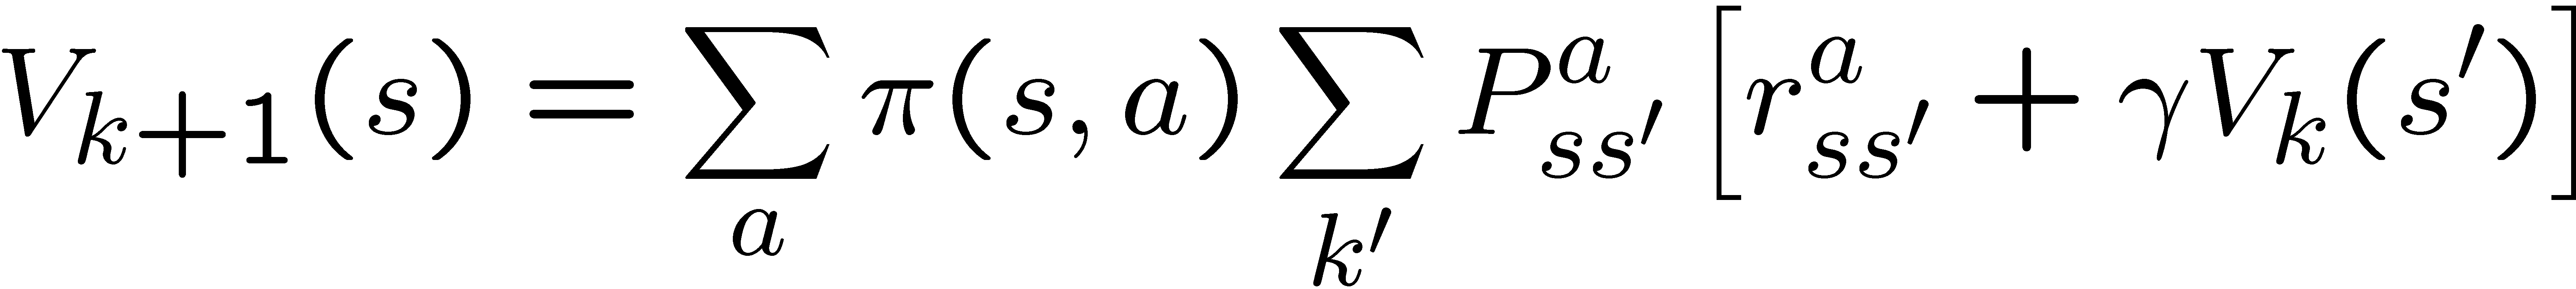 V_{k+1}(s) = \sum_{a} \pi(s, a) \sum_{k'} P^{a}_{ss'} \left[ r^{a}_{ss'} + \gamma V_k(s') \right]